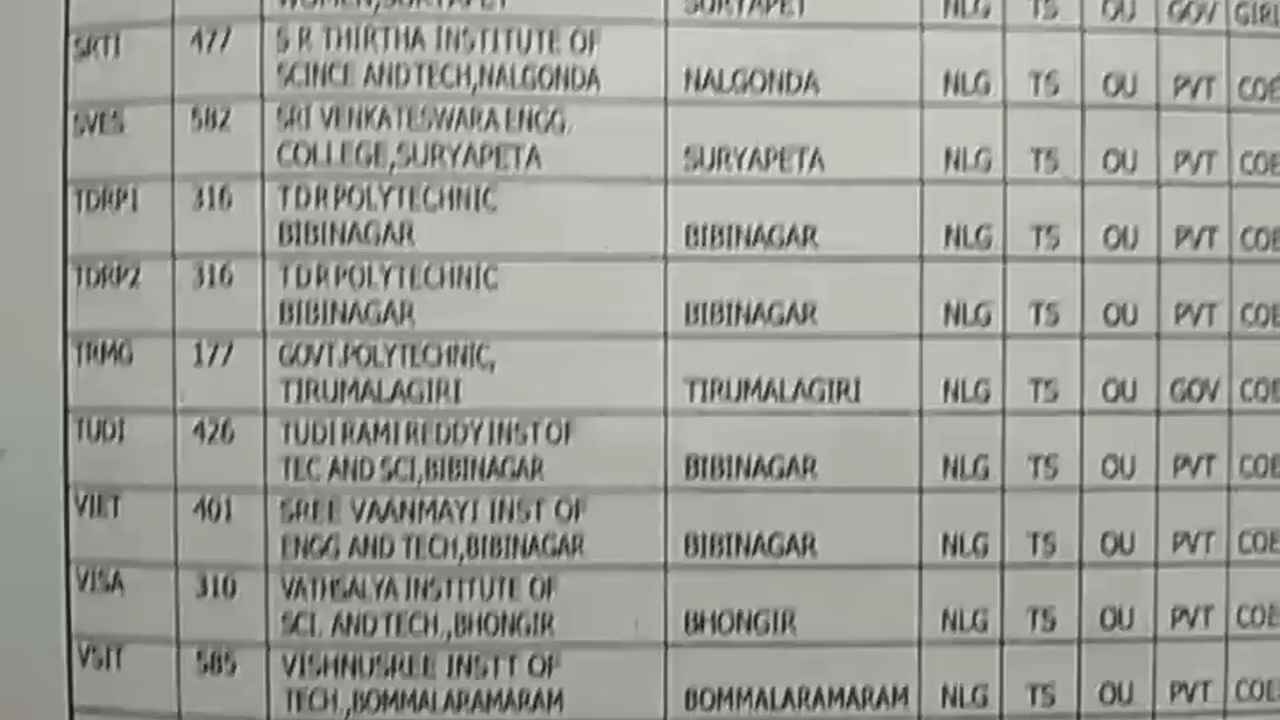 WOMEN,SURYAPET SURYAPET NLG TS OU GOV GIRL
SRTI 477 S R THIRTHA INSTITUTE OF
SCINCE AND TECH,NALGONDA NALGONDA NLG TS OU PVT COE
SVES 582 SRI VENKATESWARA ENGG.
COLLEGE,SURYAPETA SURYAPETA NLG TS OU PVT COE
TDRP1 316 TDR POLYTECHNIC
BIBINAGAR BIBINAGAR NLG TS OU PVT COE
TDRP2 316 TDR POLYTECHNIC
BIBINAGAR BIBINAGAR NLG TS OU PVT COE
TRMG 177 GOVT.POLYTECHNIC,
TIRUMALAGIRI TIRUMALAGIRI NLG TS OU GOV COE
TUDI 426 TUDI RAMI REDDY INST OF
TEC AND SCI,BIBINAGAR BIBINAGAR NLG TS OU PVT COE
VIET 401 SREE VAANMAYI INST OF
ENGG AND TECH,BIBINAGAR BIBINAGAR NLG TS OU PVT COE
VISA 310 VATHSALYA INSTITUTE OF
SCI. AND TECH.,BHONGIR BHONGIR NLG TS OU PVT COE
VSIT 585 VISHNUSREE INSTT OF
TECH.,BOMMALARAMARAM BOMMALARAMARAM NLG TS OU PVT COE